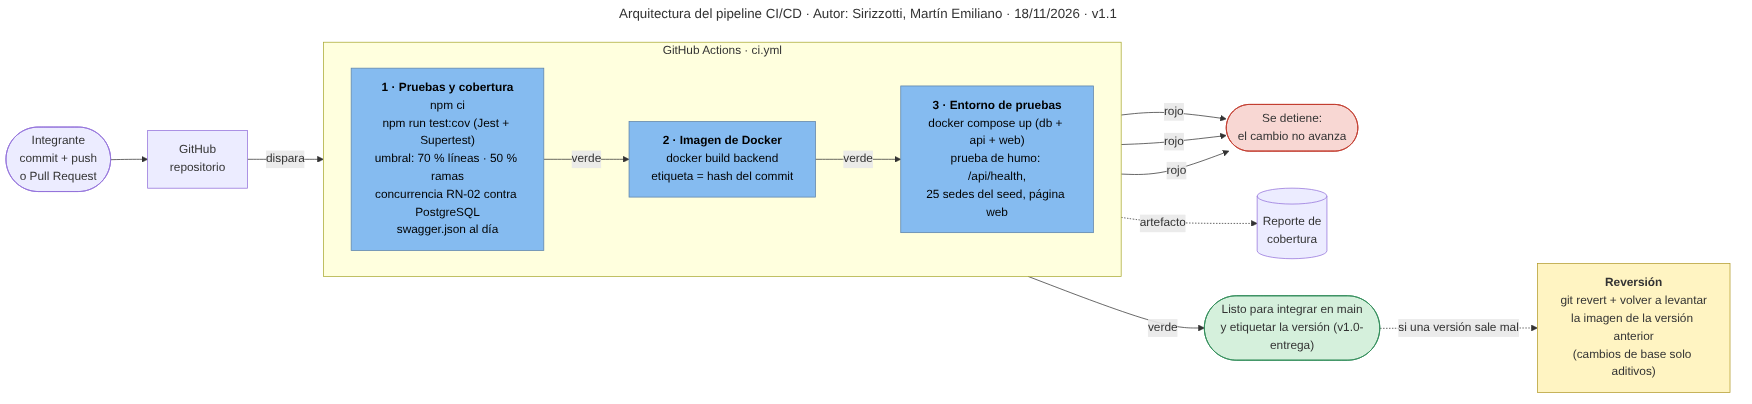 Arquitectura del pipeline CI/CD · Autor: Sirizzotti, Martín Emiliano · 18/11/2026 · v1.1
GitHub Actions · ci.yml
Integrante
commit + push
o Pull Request
GitHub
repositorio
dispara
1 · Pruebas y cobertura
npm ci
npm run test:cov (Jest +
Supertest)
umbral: 70 % líneas · 50 %
ramas
concurrencia RN-02 contra
PostgreSQL
swagger.json al día
verde
2 · Imagen de Docker
docker build backend
etiqueta = hash del commit
verde
3 · Entorno de pruebas
docker compose up (db +
api + web)
prueba de humo:
/api/health,
25 sedes del seed, página
web
rojo
rojo
rojo
Se detiene:
el cambio no avanza
artefacto
Reporte de
cobertura
verde
Listo para integrar en main
y etiquetar la versión (v1.0-
entrega)
si una versión sale mal
Reversión
git revert + volver a levantar
la imagen de la versión
anterior
(cambios de base solo
aditivos)